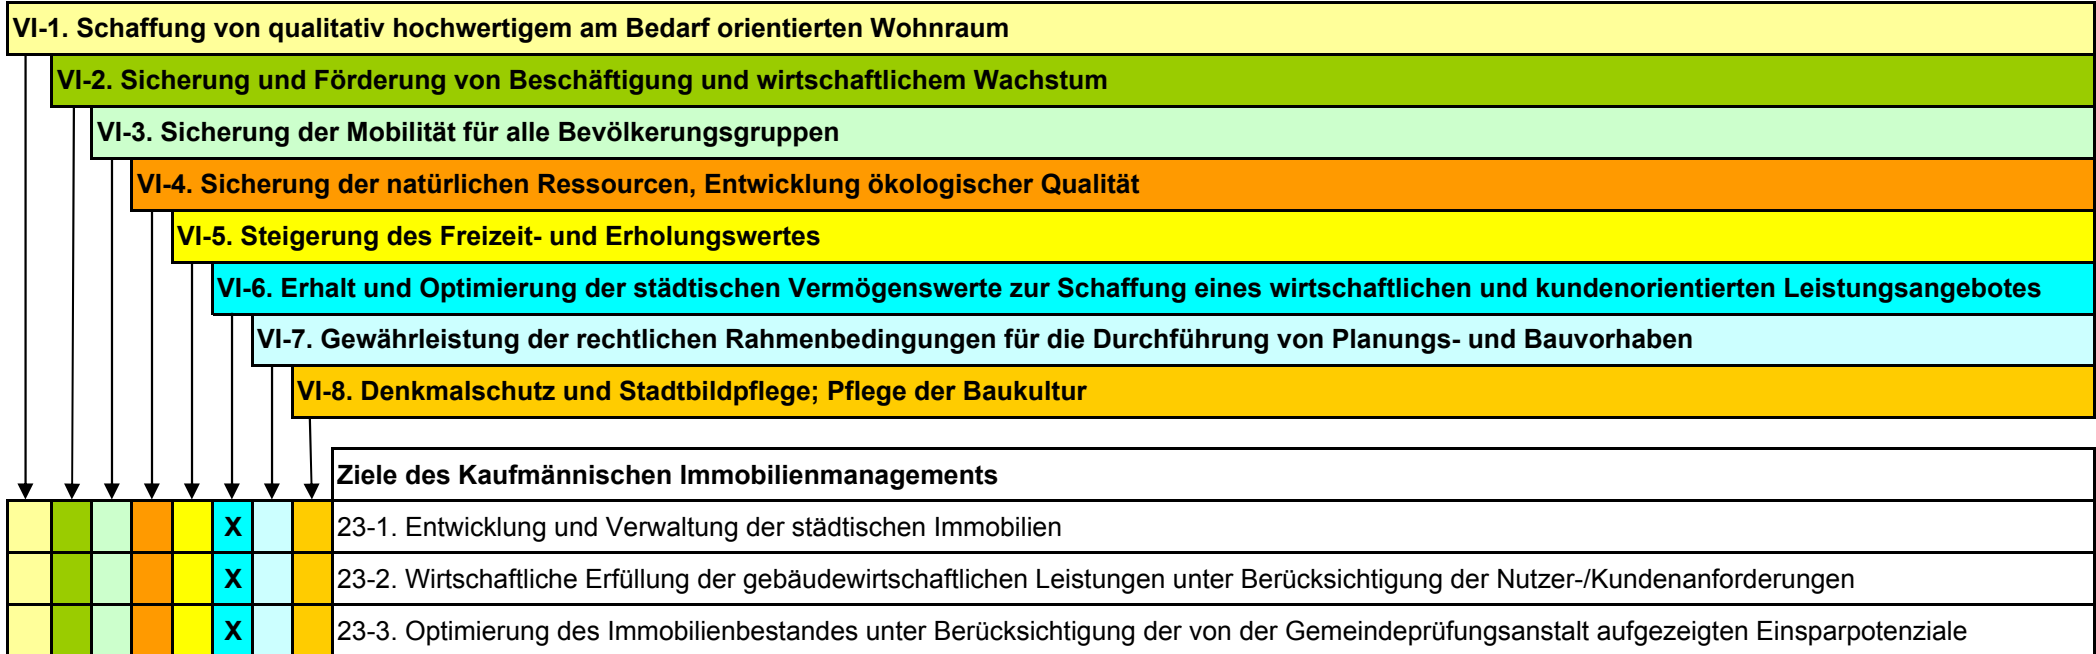 VI-1. Schaffung von qualitativ hochwertigem am Bedarf orientierten Wohnraum
VI-2. Sicherung und Förderung von Beschäftigung und wirtschaftlichem Wachstum
VI-3. Sicherung der Mobilität für alle Bevölkerungsgruppen
VI-4. Sicherung der natürlichen Ressourcen, Entwicklung ökologischer Qualität
VI-5. Steigerung des Freizeit- und Erholungswertes
VI-6. Erhalt und Optimierung der städtischen Vermögenswerte zur Schaffung eines wirtschaftlichen und kundenorientierten Leistungsangebotes
VI-7. Gewährleistung der rechtlichen Rahmenbedingungen für die Durchführung von Planungs- und Bauvorhaben
VI-8. Denkmalschutz und Stadtbildpflege; Pflege der Baukultur
Ziele des Kaufmännischen Immobilienmanagements
X 23-1. Entwicklung und Verwaltung der städtischen Immobilien
X 23-2. Wirtschaftliche Erfüllung der gebäudewirtschaftlichen Leistungen unter Berücksichtigung der Nutzer-/Kundenanforderungen
X 23-3. Optimierung des Immobilienbestandes unter Berücksichtigung der von der Gemeindeprüfungsanstalt aufgezeigten Einsparpotenziale